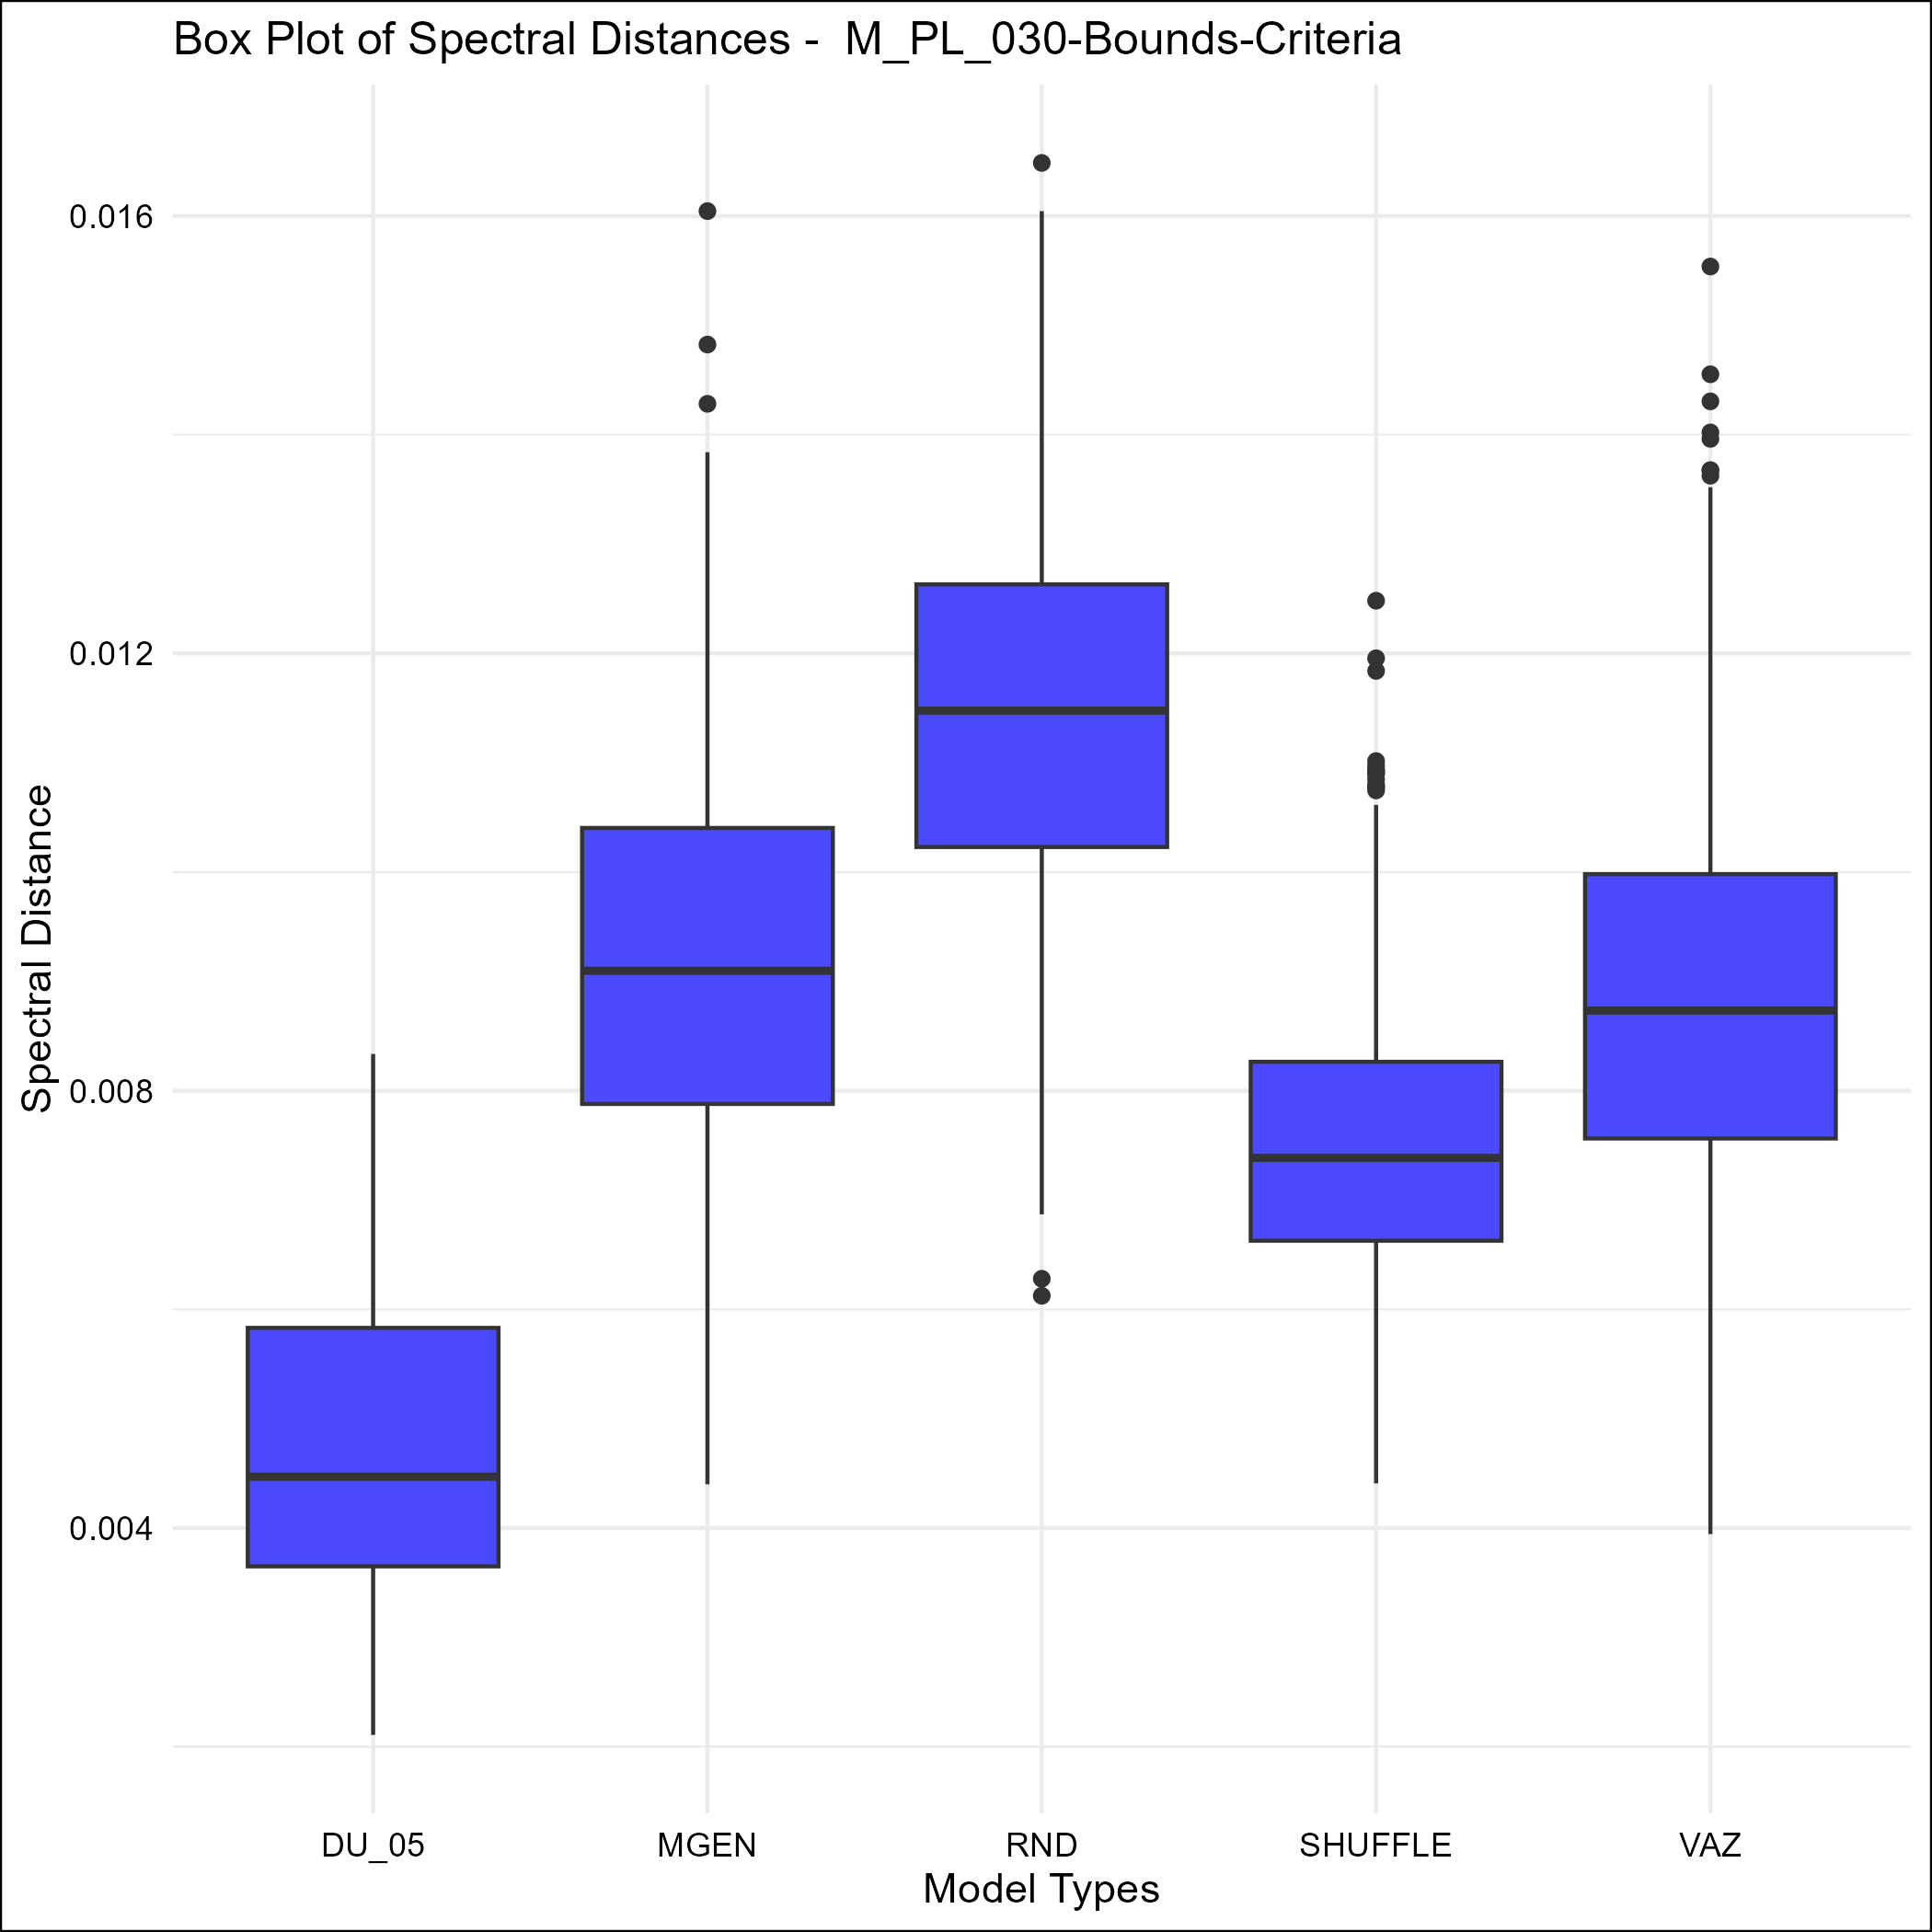 Box Plot of Spectral Distances -  M_PL_030-Bounds-Criteria
Spectral Distance
0.016
0.012
0.008
0.004
DU_05 MGEN RND SHUFFLE VAZ
Model Types